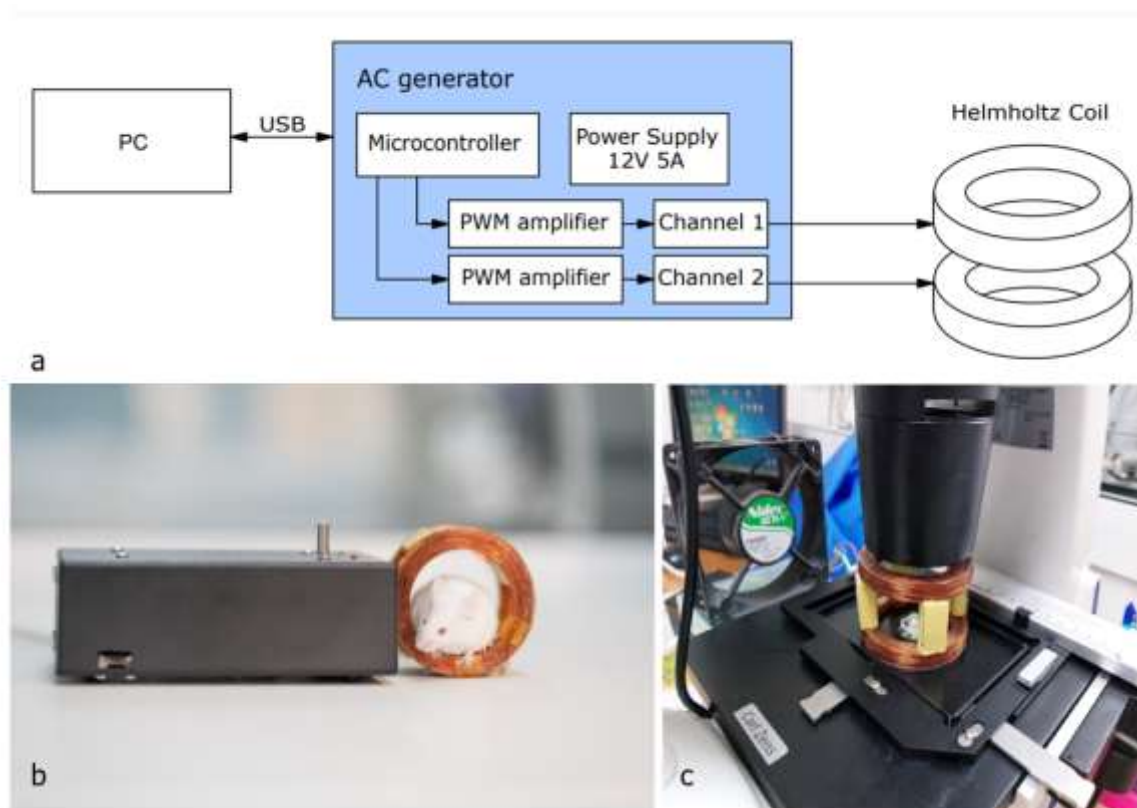 AC generator
PC
USB
Microcontroller
Power Supply
12V 5A
Helmholtz Coil
PWM amplifier
Channel 1
PWM amplifier
Channel 2
a
Nidec
Carl Zeiss
b
c